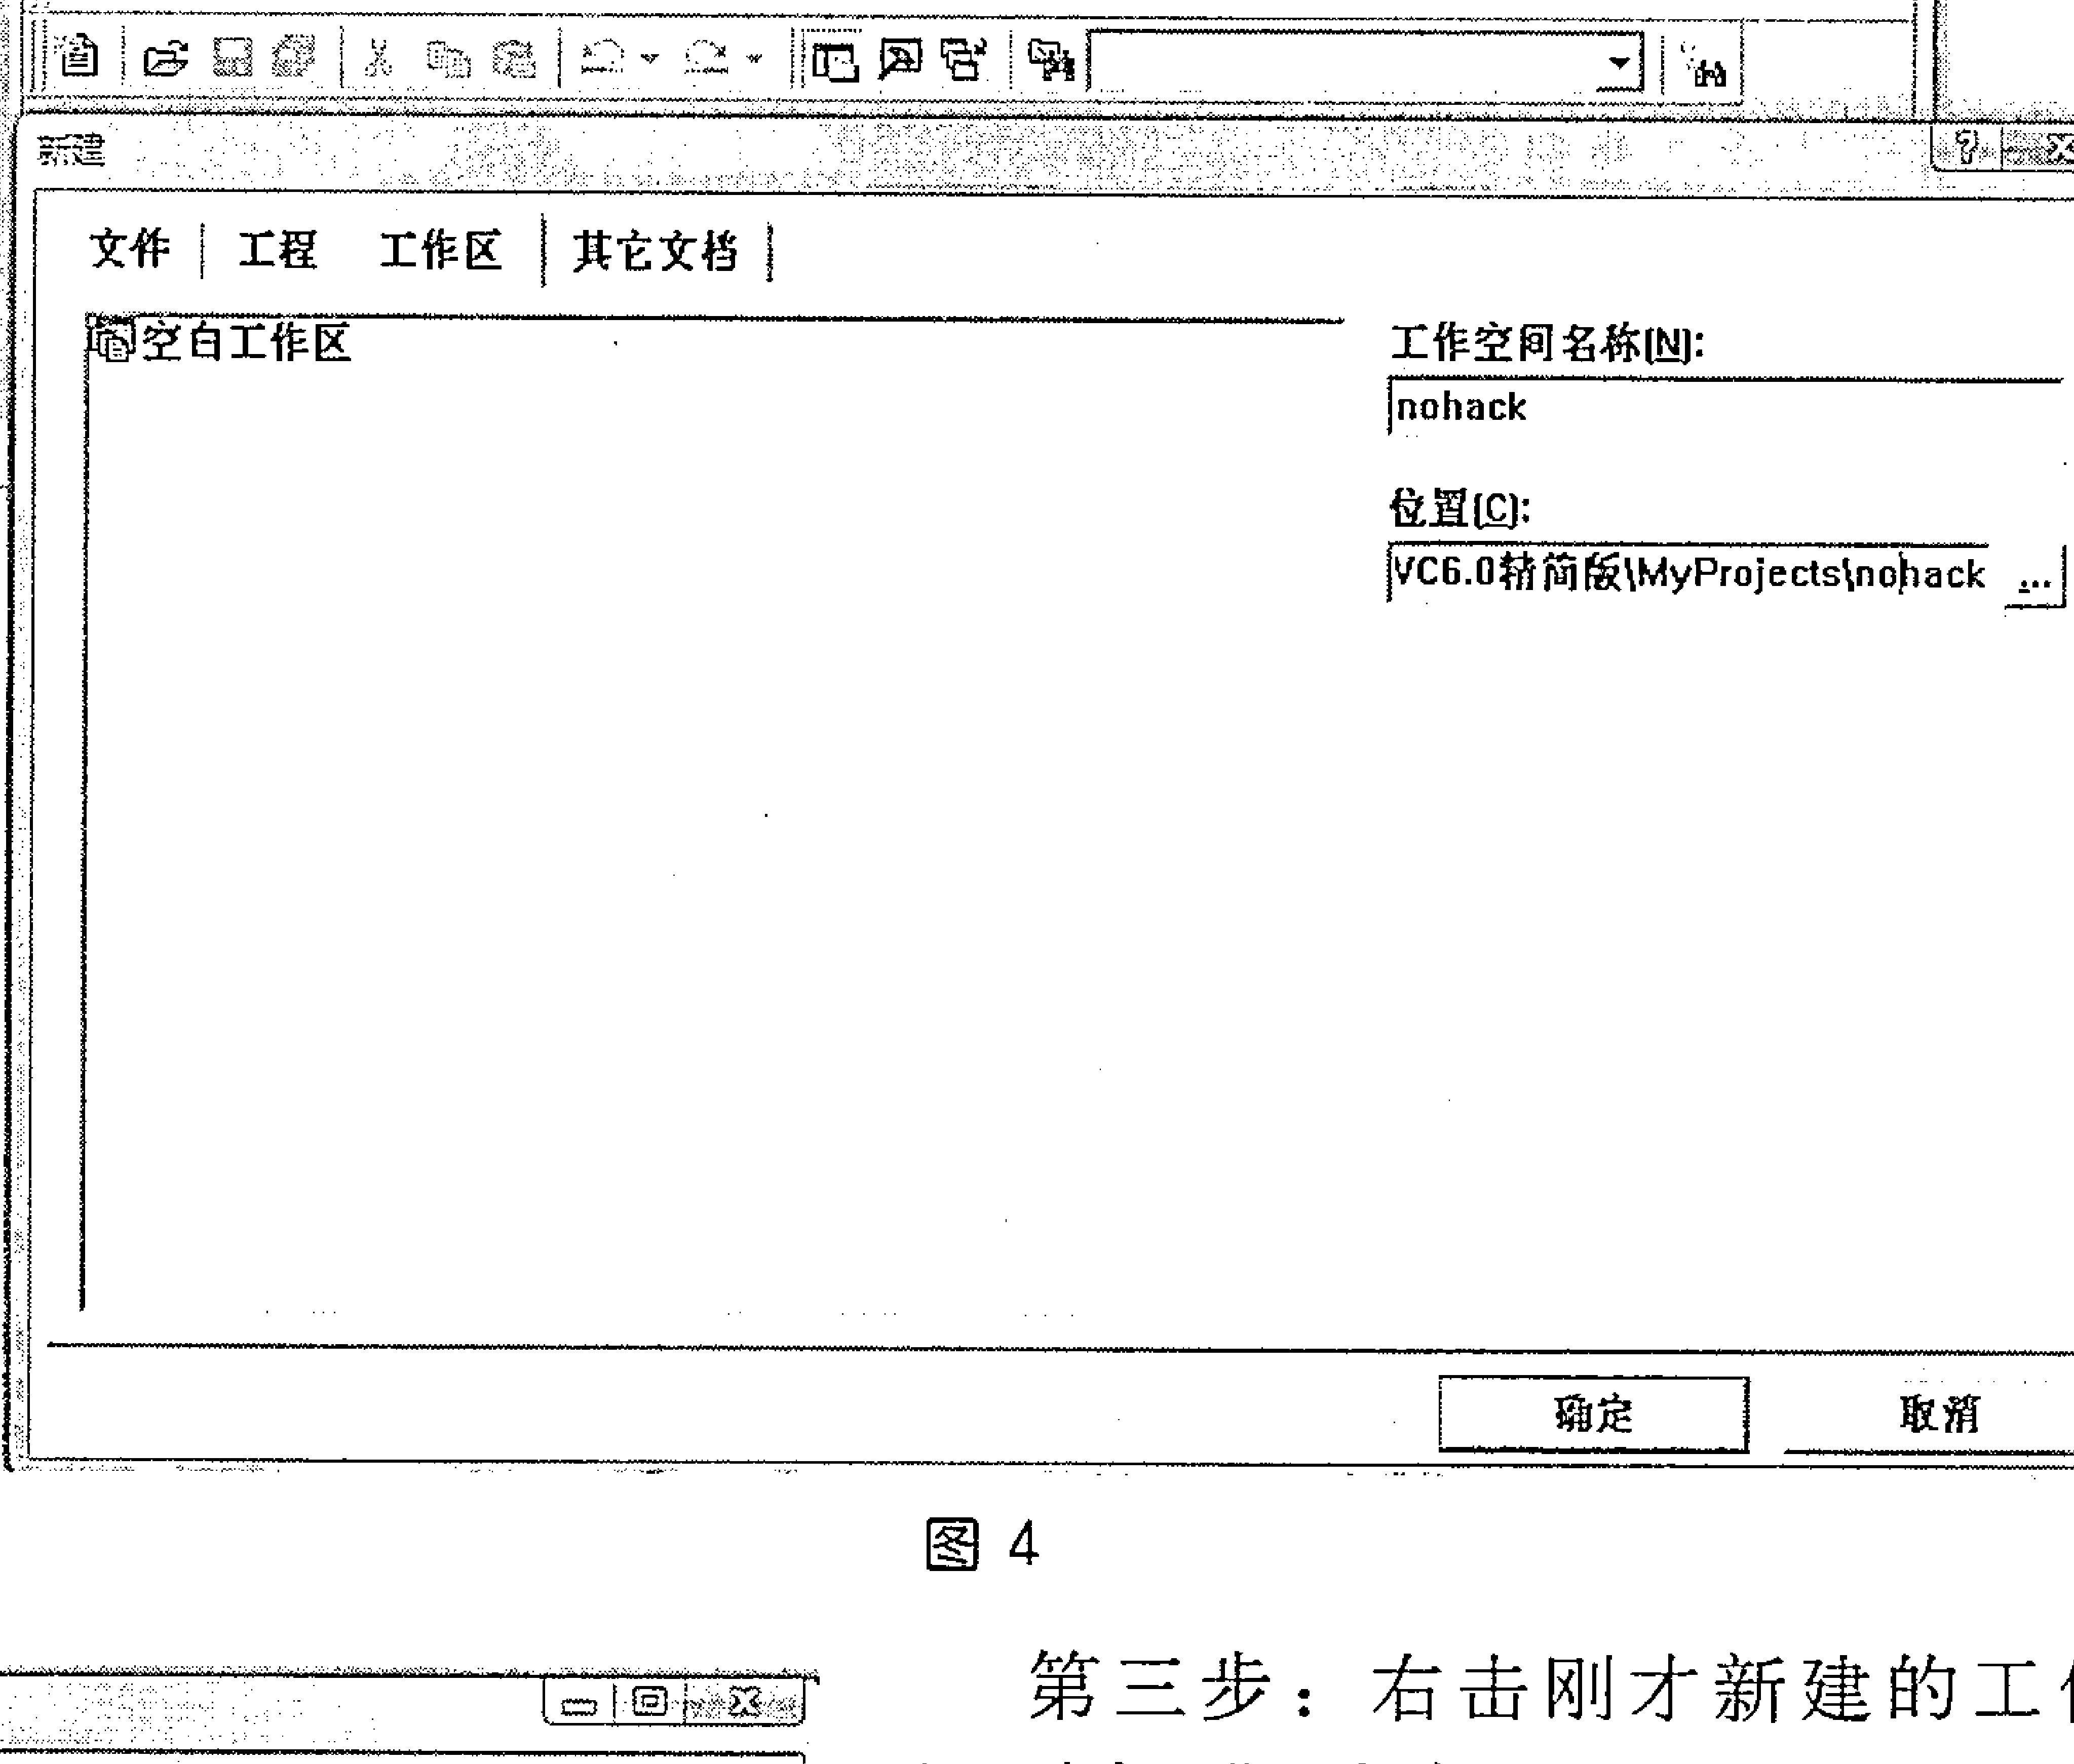 新建
文件 工程 工作区 其它文档
空白工作区
工作空间名称(N):
nohack
位置(C):
VC6.0精简版\MyProjects\nohack ...
确定 取消
图 4
第三步：右击刚才新建的工